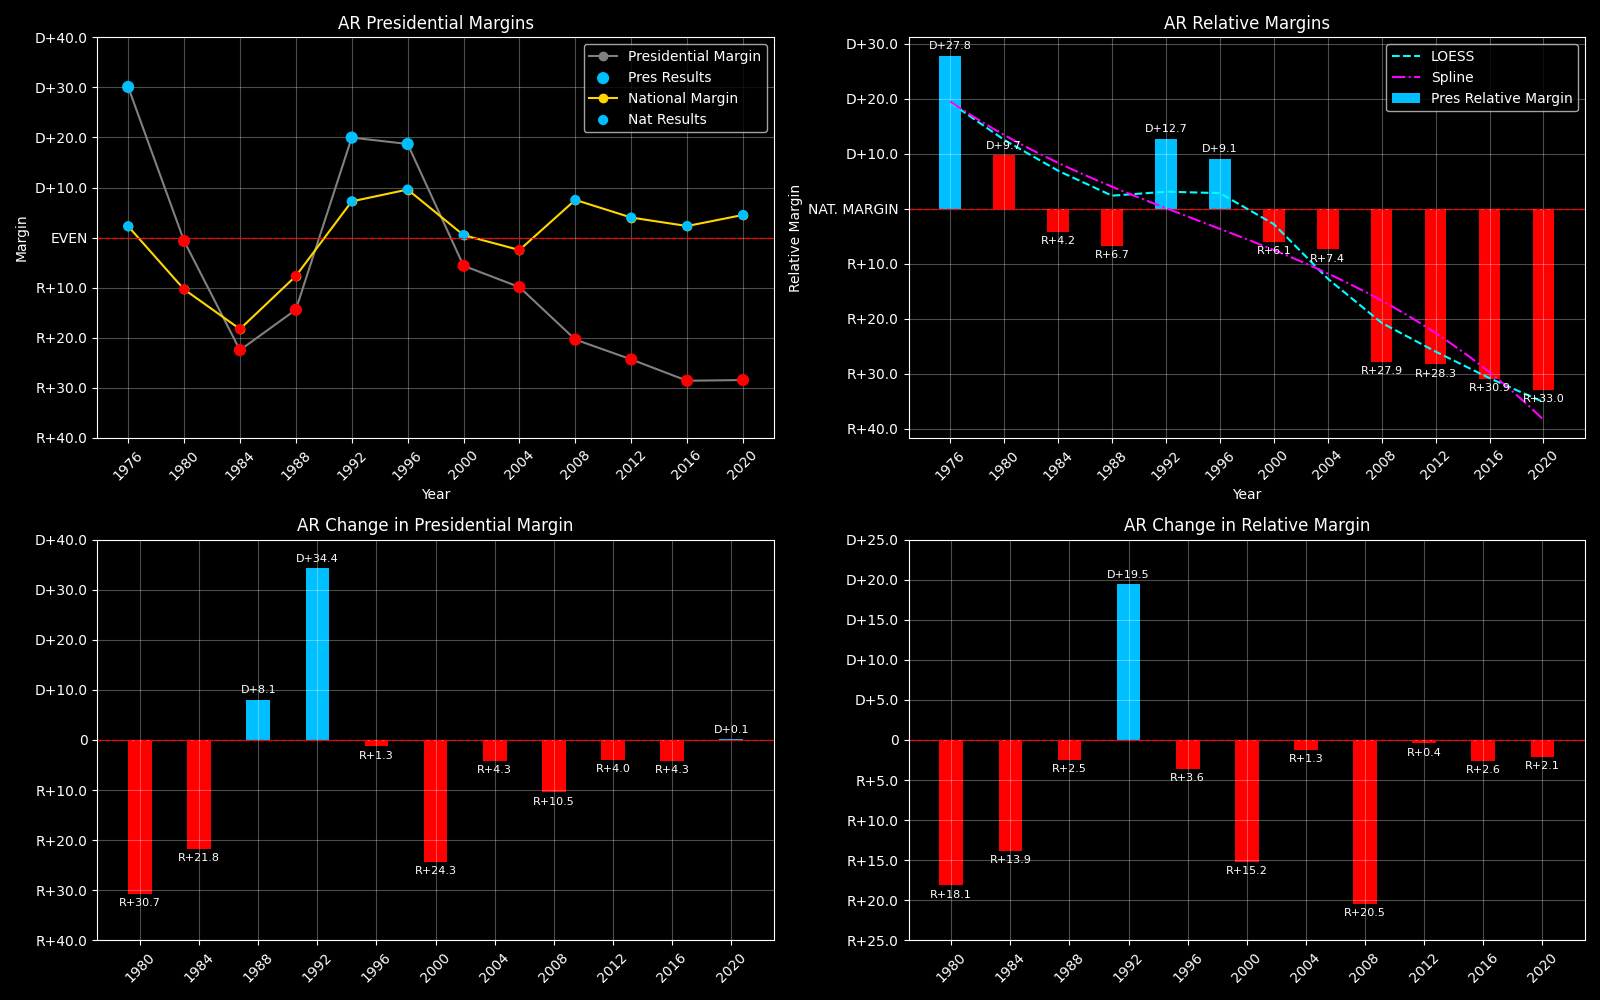 AR Presidential Margins
D+40.0
D+30.0
D+20.0
D+10.0
EVEN
R+10.0
R+20.0
R+30.0
R+40.0
Margin
Presidential Margin
Pres Results
National Margin
Nat Results
1976 1980 1984 1988 1992 1996 2000 2004 2008 2012 2016 2020
Year
AR Relative Margins
D+30.0
D+20.0
D+10.0
NAT. MARGIN
R+10.0
R+20.0
R+30.0
R+40.0
Relative Margin
LOESS
Spline
Pres Relative Margin
D+27.8
D+9.7
R+4.2
R+6.7
D+12.7
D+9.1
R+6.1
R+7.4
R+27.9
R+28.3
R+30.9
R+33.0
1976 1980 1984 1988 1992 1996 2000 2004 2008 2012 2016 2020
Year
AR Change in Presidential Margin
D+40.0
D+30.0
D+20.0
D+10.0
0
R+10.0
R+20.0
R+30.0
R+40.0
R+30.7
R+21.8
D+8.1
D+34.4
R+1.3
R+24.3
R+4.3
R+10.5
R+4.0
R+4.3
D+0.1
1980 1984 1988 1992 1996 2000 2004 2008 2012 2016 2020
AR Change in Relative Margin
D+25.0
D+20.0
D+15.0
D+10.0
D+5.0
0
R+5.0
R+10.0
R+15.0
R+20.0
R+25.0
R+18.1
R+13.9
R+2.5
D+19.5
R+3.6
R+15.2
R+1.3
R+20.5
R+0.4
R+2.6
R+2.1
1980 1984 1988 1992 1996 2000 2004 2008 2012 2016 2020